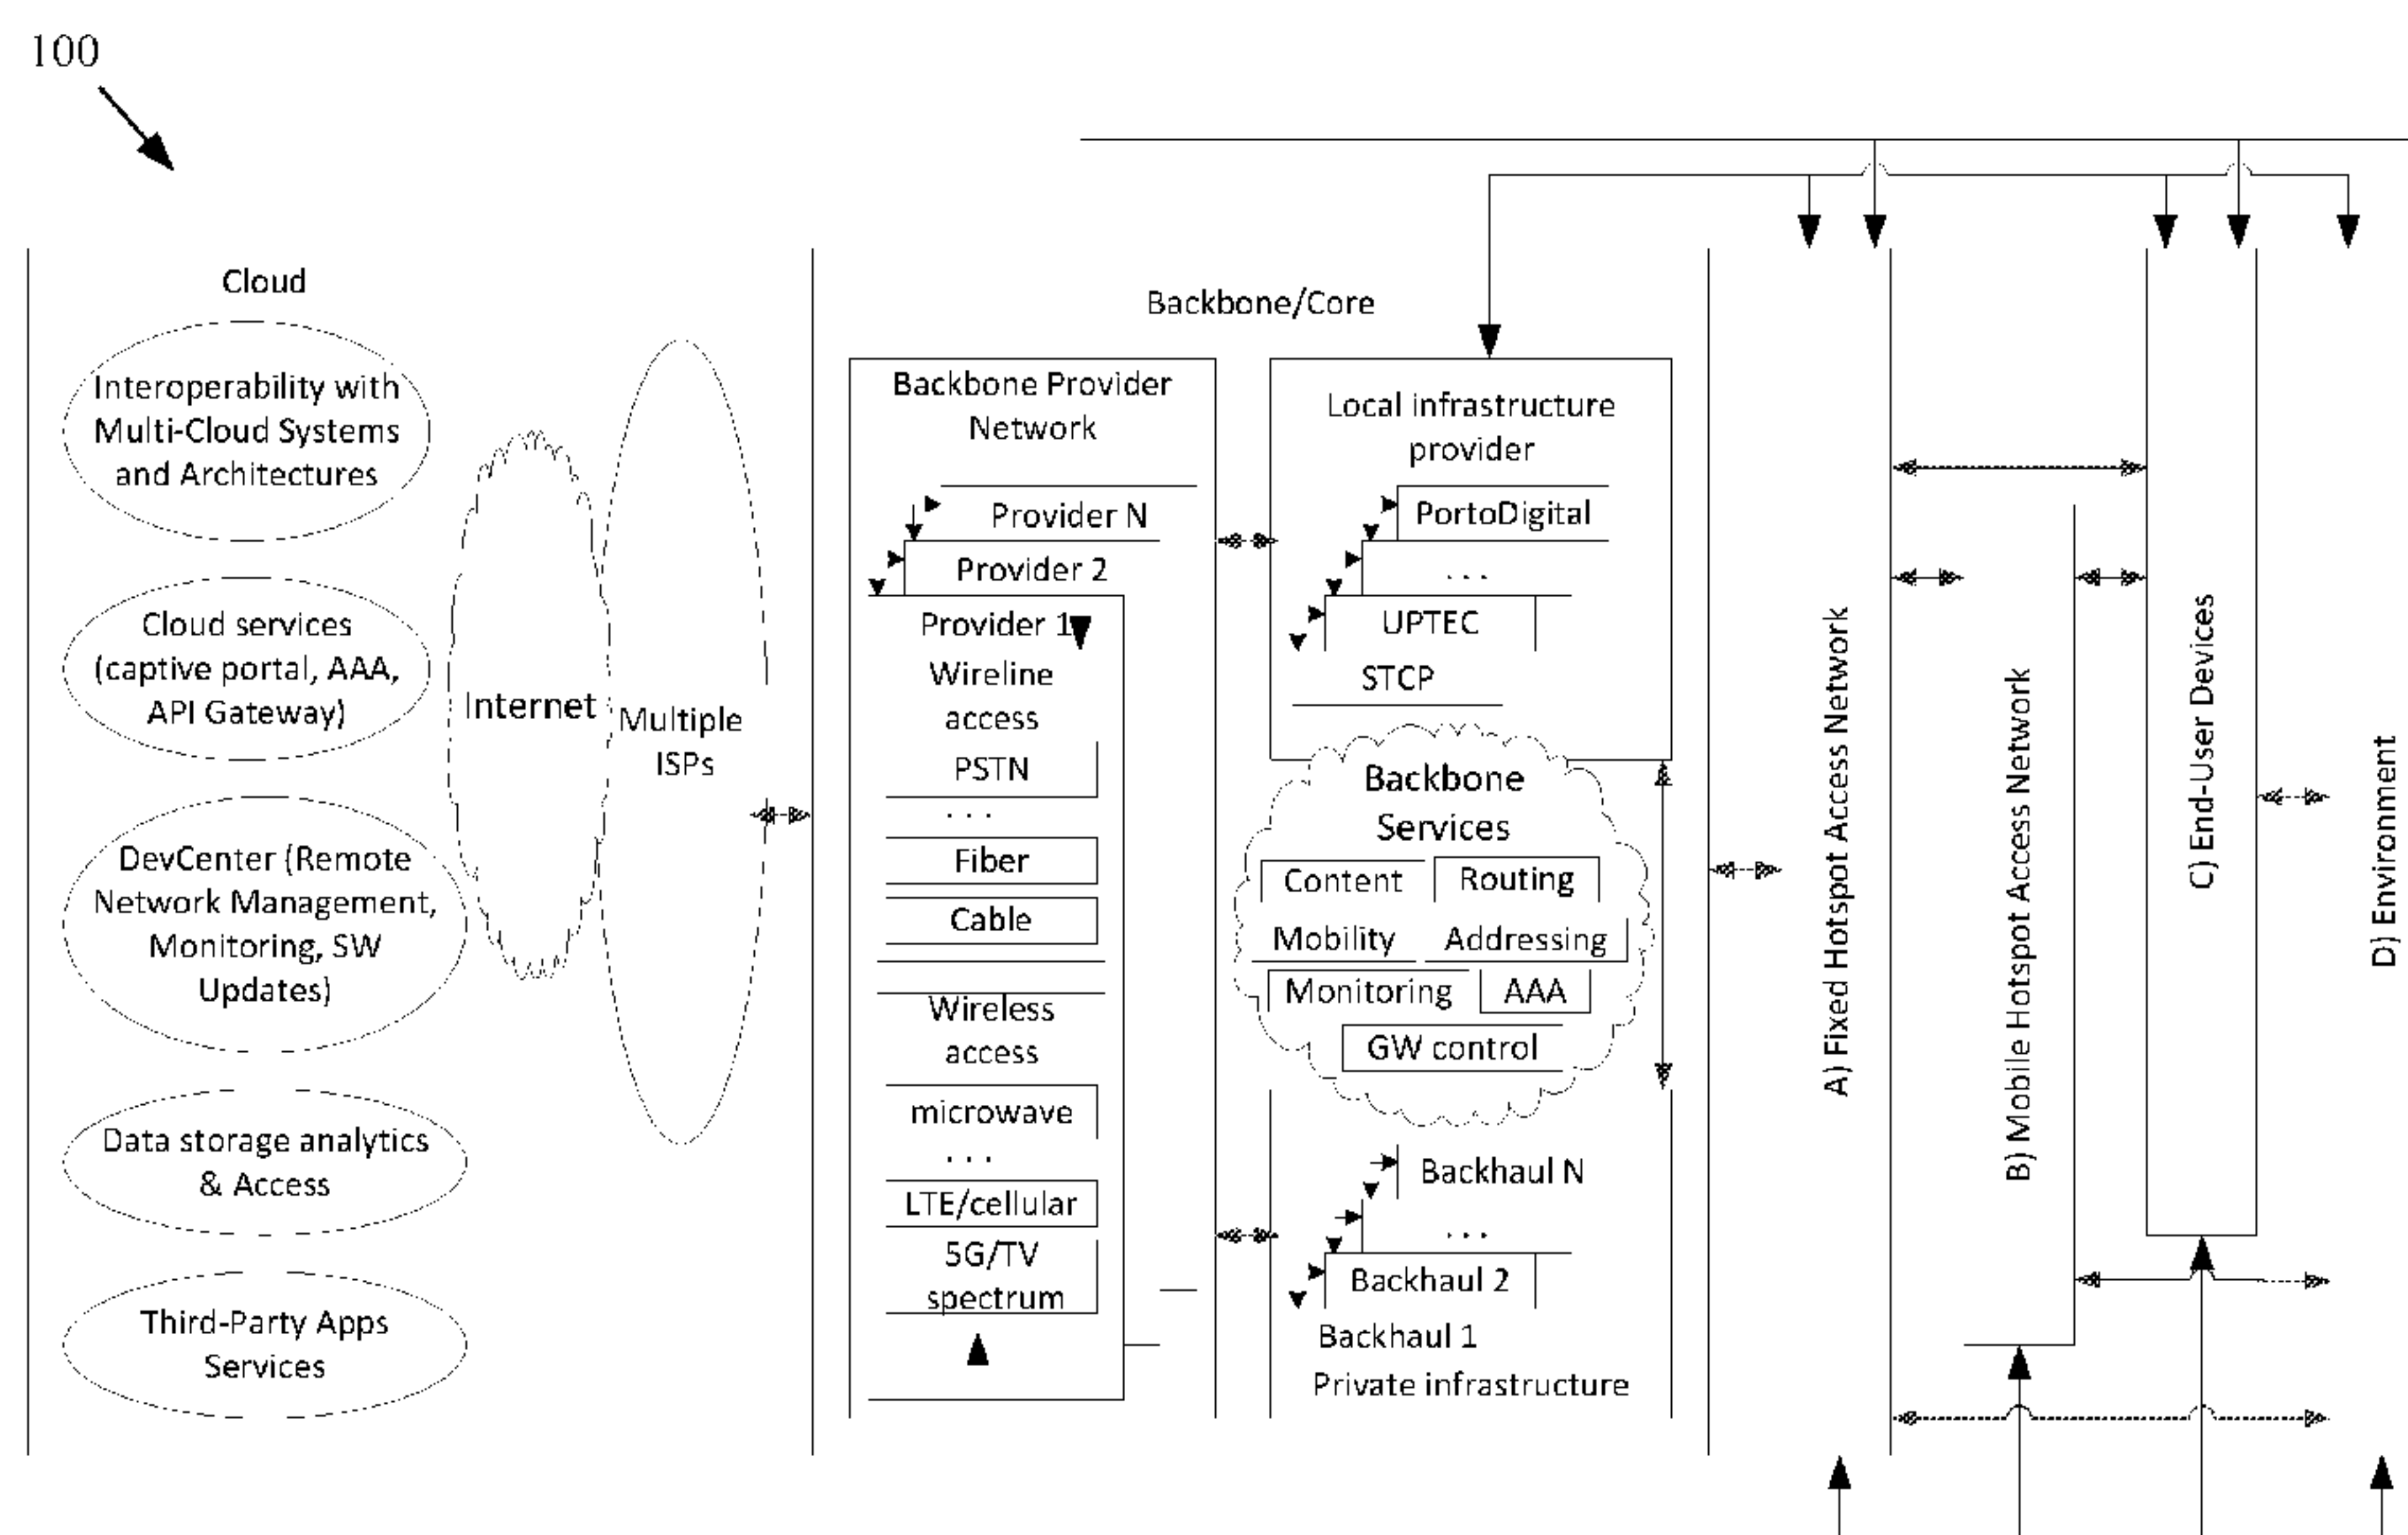 100
Cloud
Interoperability with
Multi-Cloud Systems
and Architectures
Cloud services
(captive portal, AAA,
API Gateway)
DevCenter (Remote
Network Management,
Monitoring, SW
Updates)
Data storage analytics
& Access
Third-Party Apps
Services
Internet
Multiple
ISPs
Backbone/Core
Backbone Provider
Network
Provider N
Provider 2
Provider 1
Wireline
access
PSTN
...
Fiber
Cable
Wireless
access
microwave
...
LTE/cellular
5G/TV
spectrum
Local infrastructure
provider
PortoDigital
...
UPTEC
STCP
Backbone
Services
Content Routing
Mobility Addressing
Monitoring AAA
GW control
Backhaul N
...
Backhaul 2
Backhaul 1
Private infrastructure
A) Fixed Hotspot Access Network
B) Mobile Hotspot Access Network
C) End-User Devices
D) Environment